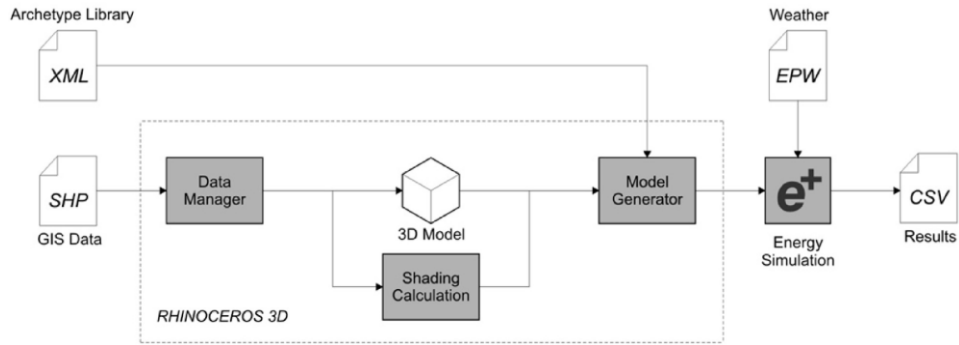 Archetype Library
XML
Weather
EPW
SHP
GIS Data
Data
Manager
3D Model
Shading
Calculation
Model
Generator
RHINOCEROS 3D
e+
Energy
Simulation
CSV
Results